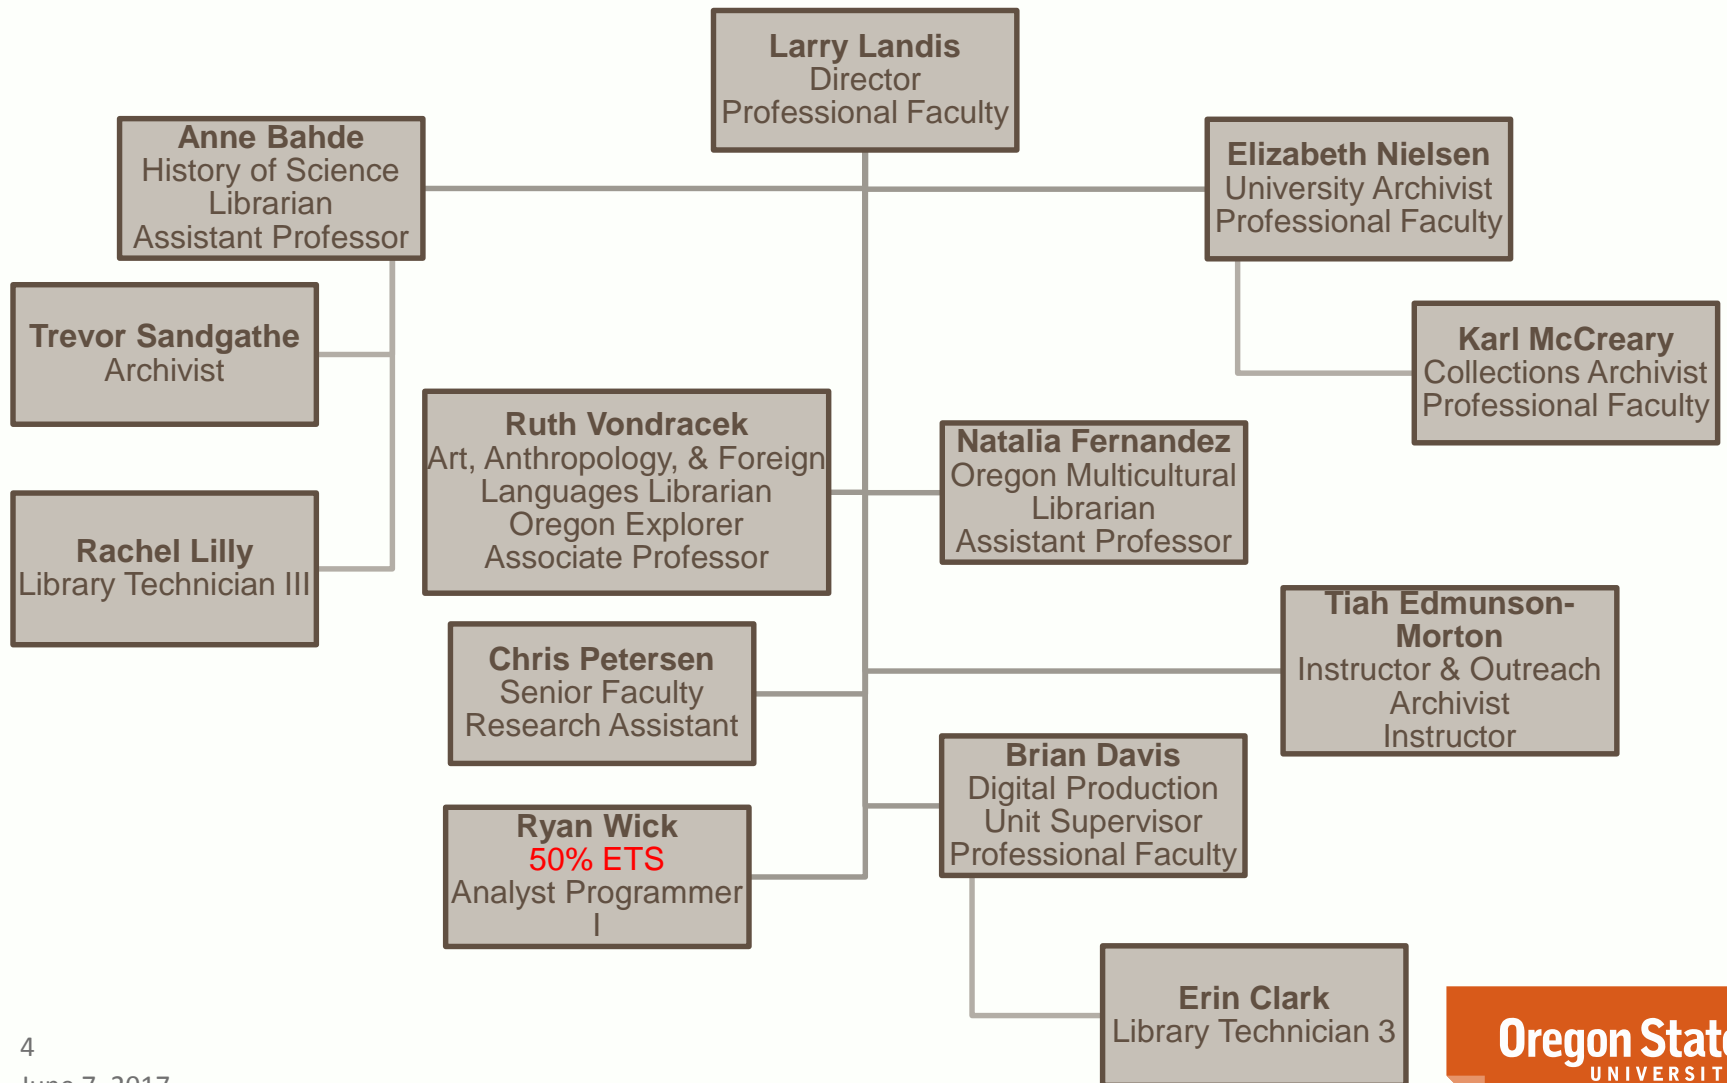 Larry Landis
Director
Professional Faculty
Anne Bahde
History of Science
Librarian
Assistant Professor
Elizabeth Nielsen
University Archivist
Professional Faculty
Trevor Sandgathe
Archivist
Karl McCreary
Collections Archivist
Professional Faculty
Ruth Vondracek
Art, Anthropology, & Foreign
Languages Librarian
Oregon Explorer
Associate Professor
Natalia Fernandez
Oregon Multicultural
Librarian
Assistant Professor
Rachel Lilly
Library Technician III
Tiah Edmunson-
Morton
Instructor & Outreach
Archivist
Instructor
Chris Petersen
Senior Faculty
Research Assistant
Brian Davis
Digital Production
Unit Supervisor
Professional Faculty
Ryan Wick
50% ETS
Analyst Programmer
I
Erin Clark
Library Technician 3
4
June 7, 2017
Oregon State
UNIVERSIT